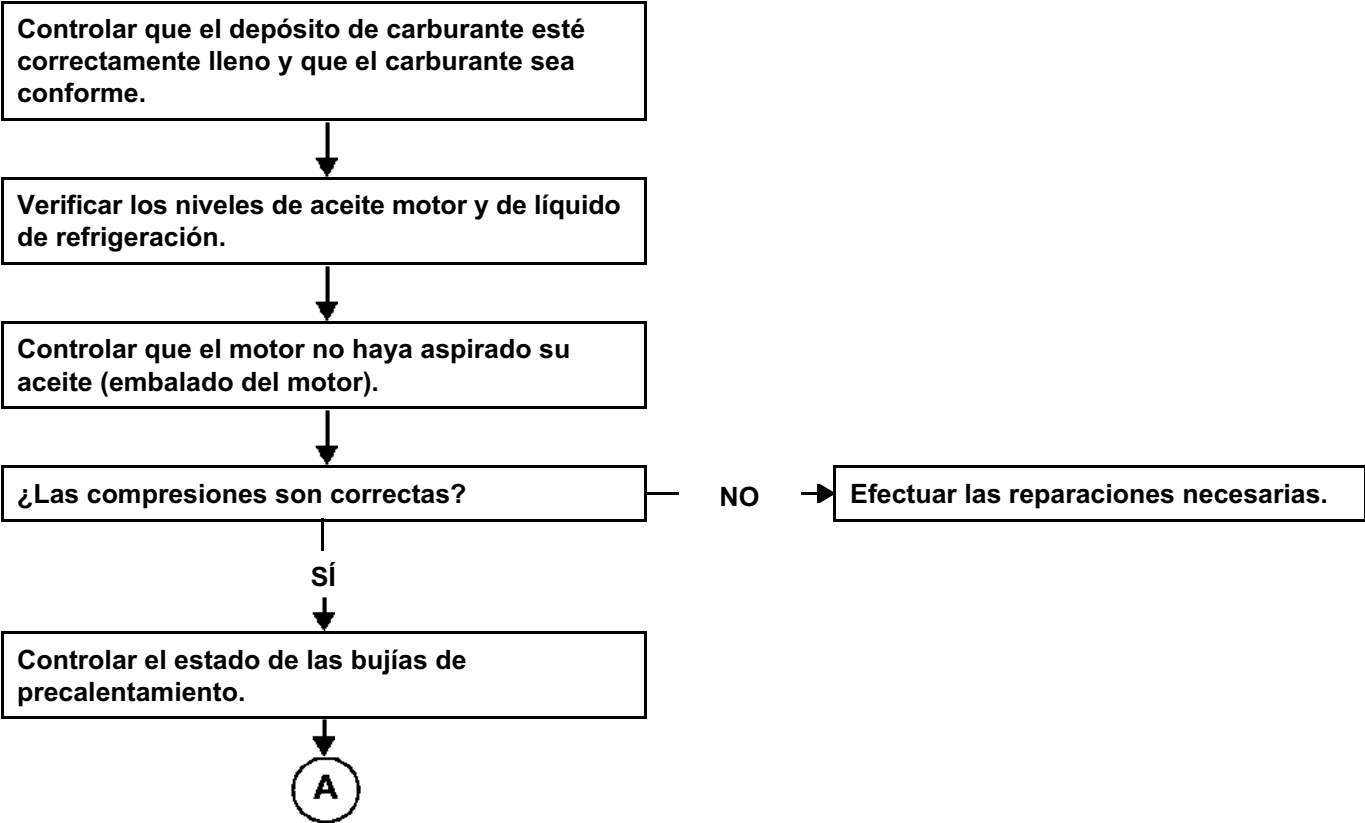 Controlar que el depósito de carburante esté
correctamente lleno y que el carburante sea
conforme.
Verificar los niveles de aceite motor y de líquido
de refrigeración.
Controlar que el motor no haya aspirado su
aceite (embalado del motor).
¿Las compresiones son correctas?
NO
Efectuar las reparaciones necesarias.
SÍ
Controlar el estado de las bujías de
precalentamiento.
A